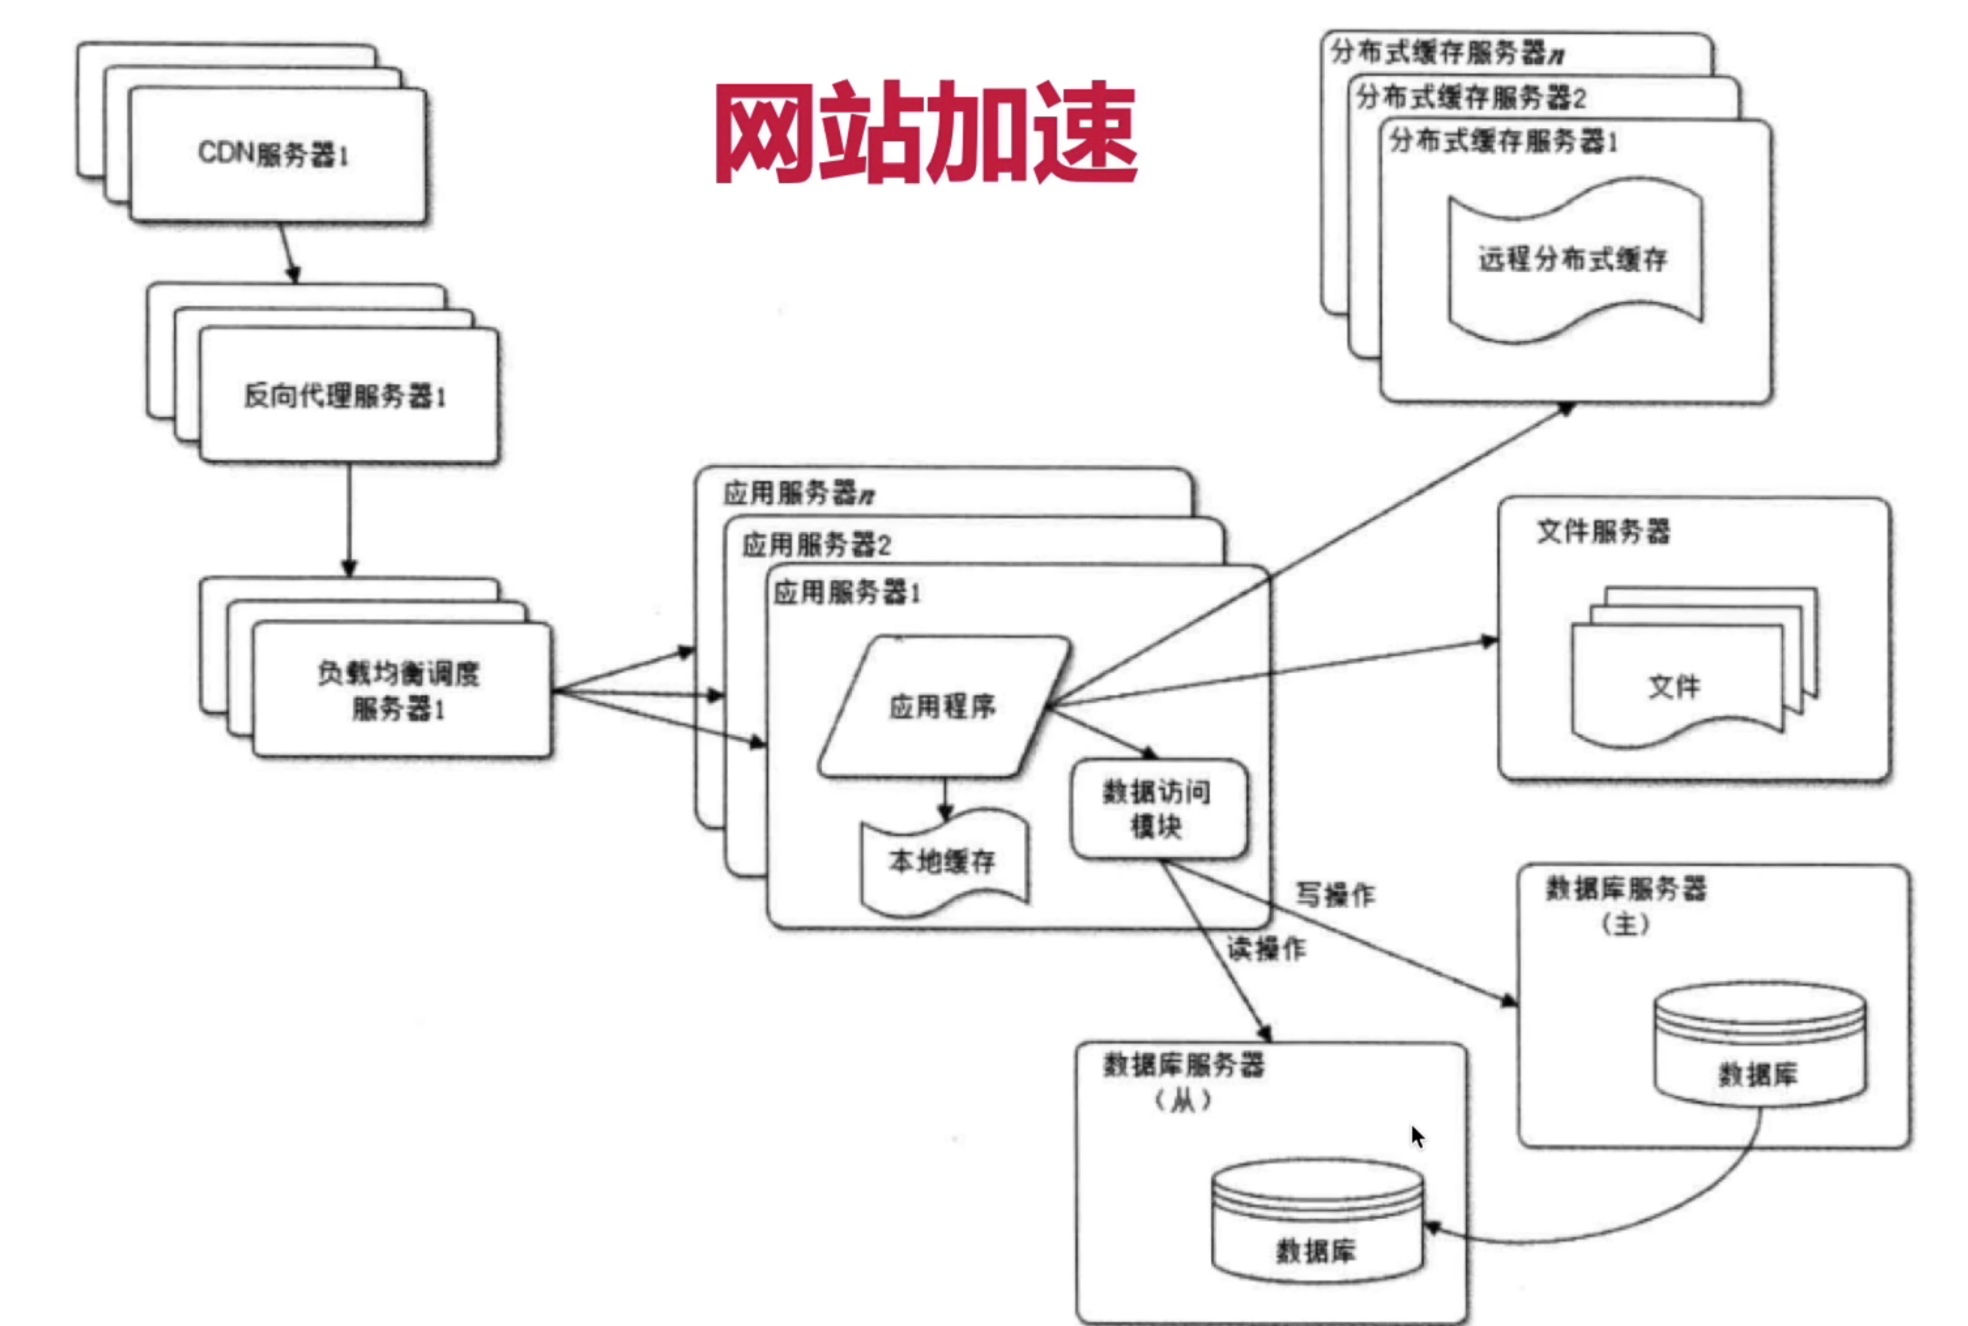 网站加速
CDN服务器1
反向代理服务器1
负载均衡调度
服务器1
应用服务器n
应用服务器2
应用服务器1
应用程序
本地缓存
数据访问
模块
分布式缓存服务器n
分布式缓存服务器2
分布式缓存服务器1
远程分布式缓存
文件服务器
文件
写操作
读操作
数据库服务器
（主）
数据库
数据库服务器
（从）
数据库